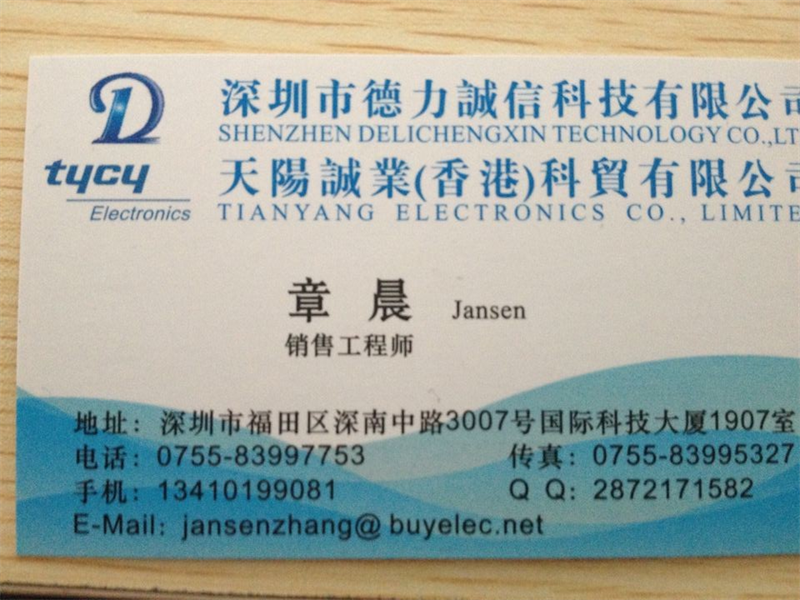 tycy
Electronics
深圳市德力誠信科技有限公司
SHENZHEN DELICHENGXIN TECHNOLOGY CO.,LT
天陽誠業(香港)科貿有限公司
TIANYANG ELECTRONICS CO., LIMITE
章晨 Jansen
销售工程师
地址：深圳市福田区深南中路3007号国际科技大厦1907室
电话：0755-83997753 传真：0755-83995327
手机：13410199081 QQ：2872171582
E-Mail：jansenzhang@buyelec.net